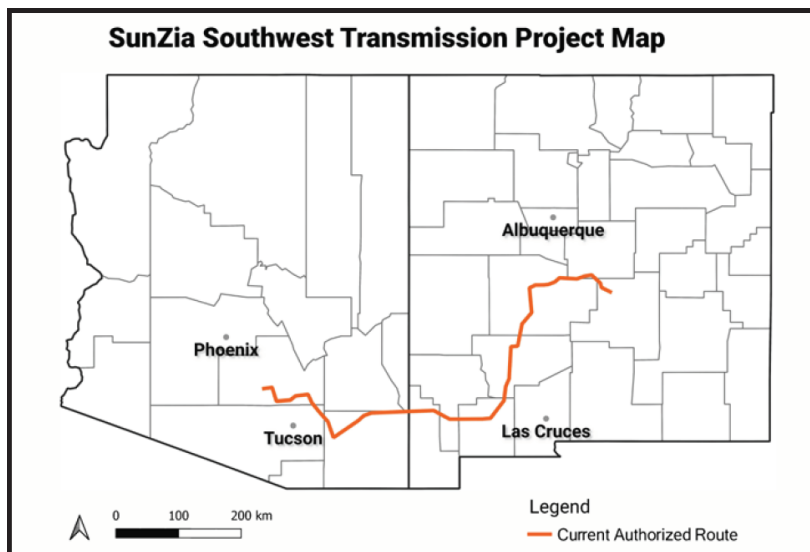 SunZia Southwest Transmission Project Map
Albuquerque
Phoenix
Tucson
Las Cruces
0 100 200 km
Legend
Current Authorized Route